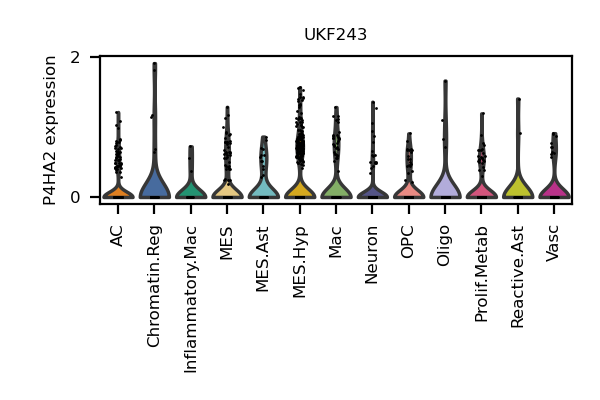 UKF243
P4HA2 expression
2
0
AC
Chromatin.Reg
Inflammatory.Mac
MES
MES.Ast
MES.Hyp
Mac
Neuron
OPC
Oligo
Prolif.Metab
Reactive.Ast
Vasc